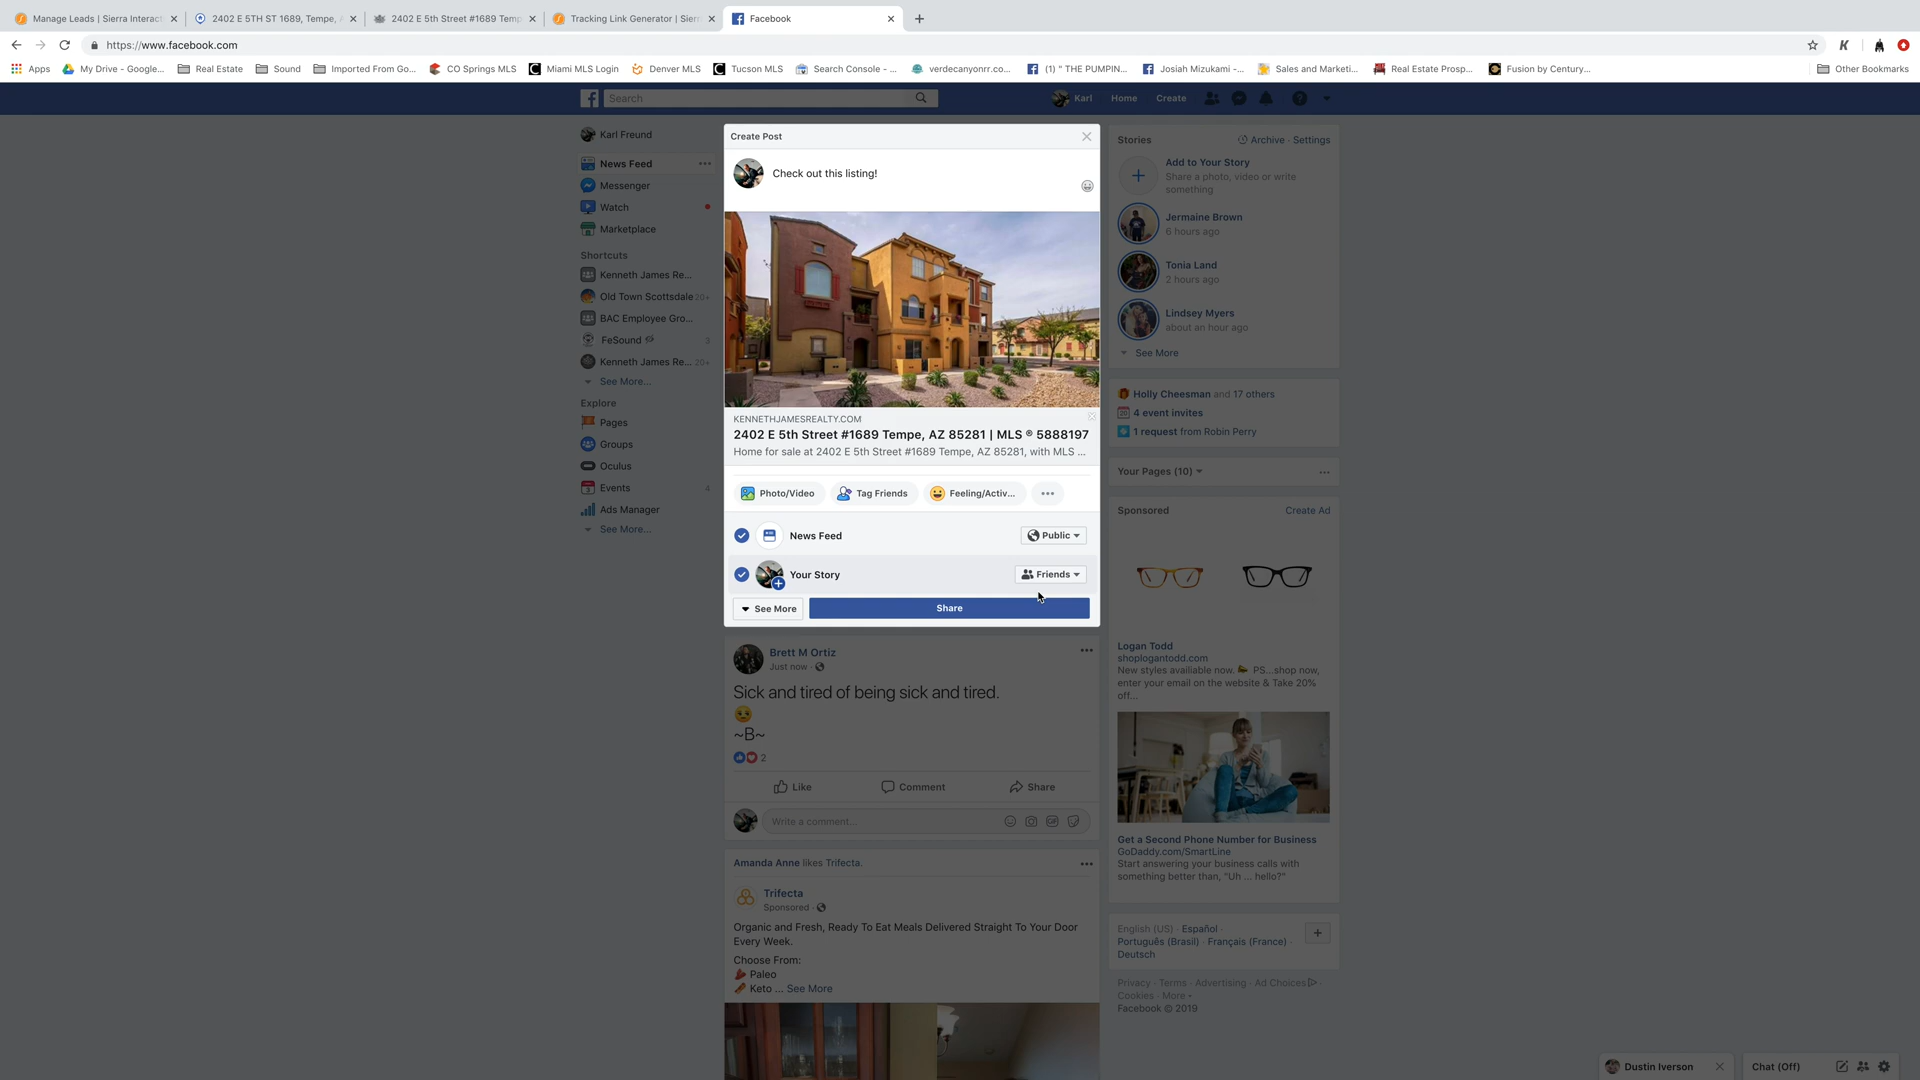 Manage Leads | Sierra Interact
2402 E 5TH ST 1689, Tempe, A
2402 E 5th Street #1689 Temp
Tracking Link Generator | Sierr
Facebook
https://www.facebook.com
Apps
My Drive - Google...
Real Estate
Sound
Imported From Go...
CO Springs MLS
Miami MLS Login
Denver MLS
Tucson MLS
Search Console - ...
verdecanyonrr.co...
(1) " THE PUMPIN...
Josiah Mizukami -...
Sales and Marketi...
Real Estate Prosp...
Fusion by Century...
Other Bookmarks
Search
Karl
Home
Create
Karl Freund
News Feed
Messenger
Watch
Marketplace
Shortcuts
Kenneth James Re...
Old Town Scottsdale 20+
BAC Employee Gro...
FeSound 3
Kenneth James Re... 20+
See More...
Explore
Pages
Groups
Oculus
Events 4
Ads Manager
See More...
Create Post
Check out this listing!
KENNETHJAMESREALTY.COM
2402 E 5th Street #1689 Tempe, AZ 85281 | MLS ® 5888197
Home for sale at 2402 E 5th Street #1689 Tempe, AZ 85281, with MLS ...
Photo/Video
Tag Friends
Feeling/Activ...
News Feed
Public
Your Story
Friends
See More
Share
Brett M Ortiz
Just now ·
Sick and tired of being sick and tired.
~B~
2
Like
Comment
Share
Write a comment...
Amanda Anne likes Trifecta.
Trifecta
Sponsored ·
Organic and Fresh, Ready To Eat Meals Delivered Straight To Your Door
Every Week.
Choose From:
Paleo
Keto ... See More
Stories
Archive · Settings
Add to Your Story
Share a photo, video or write
something
Jermaine Brown
6 hours ago
Tonia Land
2 hours ago
Lindsey Myers
about an hour ago
See More
Holly Cheesman and 17 others
4 event invites
1 request from Robin Perry
Your Pages (10)
Sponsored
Create Ad
Logan Todd
shoplogantodd.com
New styles availiable now. PS...shop now,
enter your email on the website & Take 20%
off...
Get a Second Phone Number for Business
GoDaddy.com/SmartLine
Start answering your business calls with
something better than, "Uh ... hello?"
English (US) · Español ·
Português (Brasil) · Français (France) ·
Deutsch
Privacy · Terms · Advertising · Ad Choices ·
Cookies · More
Facebook © 2019
Dustin Iverson
Chat (Off)